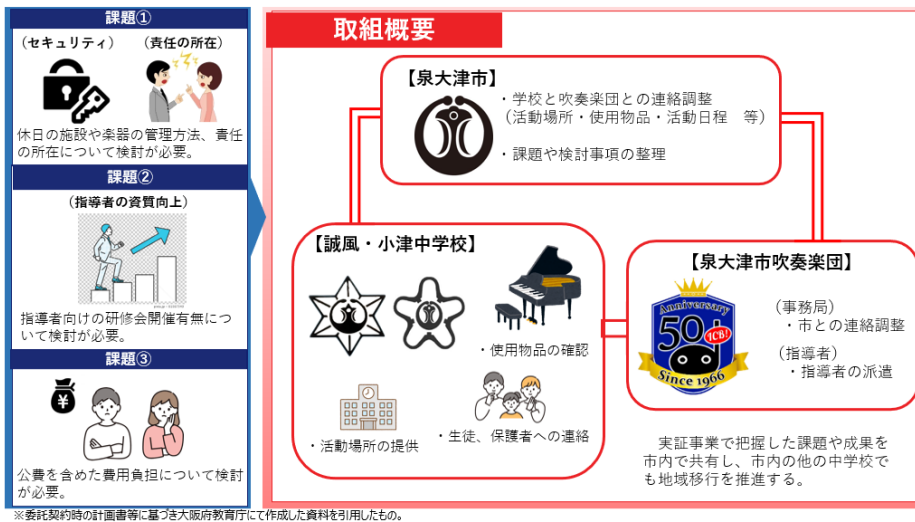 課題①
（セキュリティ）
（責任の所在）
休日の施設や楽器の管理方法、責任
の所在について検討が必要。
課題②
（指導者の資質向上）
指導者向けの研修会開催有無につ
いて検討が必要。
課題③
¥
公費を含めた費用負担について検討
が必要。
取組概要
【泉大津市】
・学校と吹奏楽団との連絡調整
（活動場所・使用物品・活動日程　等）
・課題や検討事項の整理
【誠風・小津中学校】
・使用物品の確認
・活動場所の提供
・生徒、保護者への連絡
【泉大津市吹奏楽団】
Anniversary
50
ICB!
Since 1966
（事務局）
・市との連絡調整
（指導者）
・指導者の派遣
実証事業で把握した課題や成果を
市内で共有し、市内の他の中学校で
も地域移行を推進する。
※委託契約時の計画書等に基づき大阪府教育庁にて作成した資料を引用したもの。